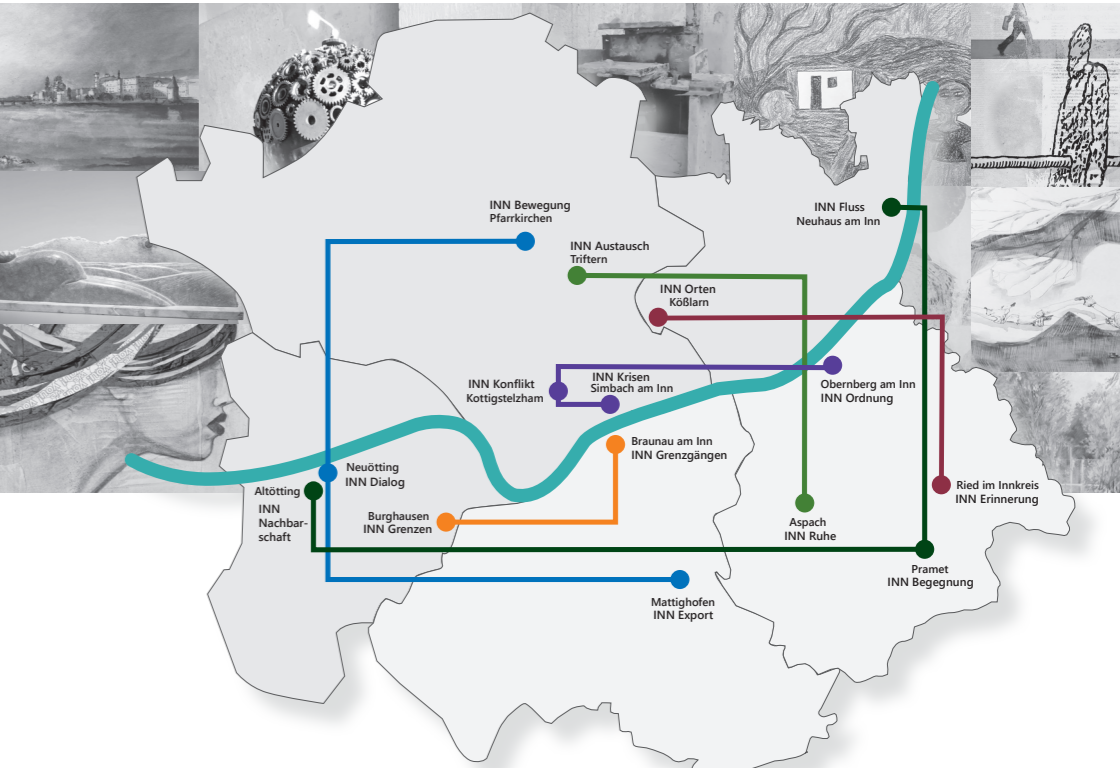 INN Bewegung
Pfarrkirchen
INN Fluss
Neuhaus am Inn
INN Austausch
Triftern
INN Orten
Kößlarn
INN Konflikt
Kottigstelzham
INN Krisen
Simbach am Inn
Obernberg am Inn
INN Ordnung
Braunau am Inn
INN Grenzgängen
Neuötting
INN Dialog
Altötting
INN
Nachbar-
schaft
Burghausen
INN Grenzen
Ried im Innkreis
INN Erinnerung
Aspach
INN Ruhe
Pramet
INN Begegnung
Mattighofen
INN Export